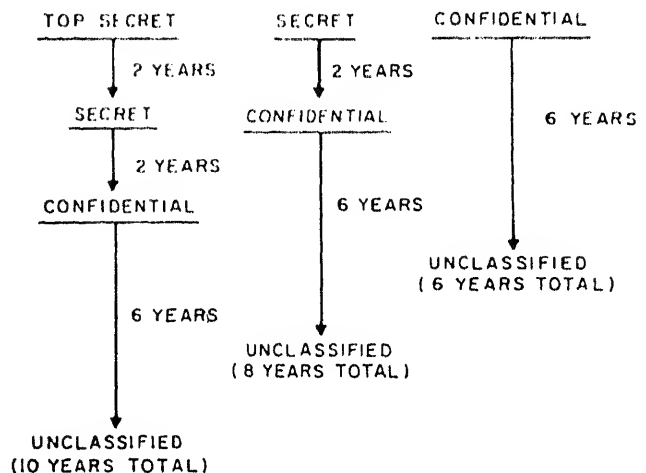 TOP SECRET
2 YEARS
SECRET
2 YEARS
CONFIDENTIAL
6 YEARS
UNCLASSIFIED
(10 YEARS TOTAL)
SECRET
2 YEARS
CONFIDENTIAL
6 YEARS
UNCLASSIFIED
(8 YEARS TOTAL)
CONFIDENTIAL
6 YEARS
UNCLASSIFIED
(6 YEARS TOTAL)